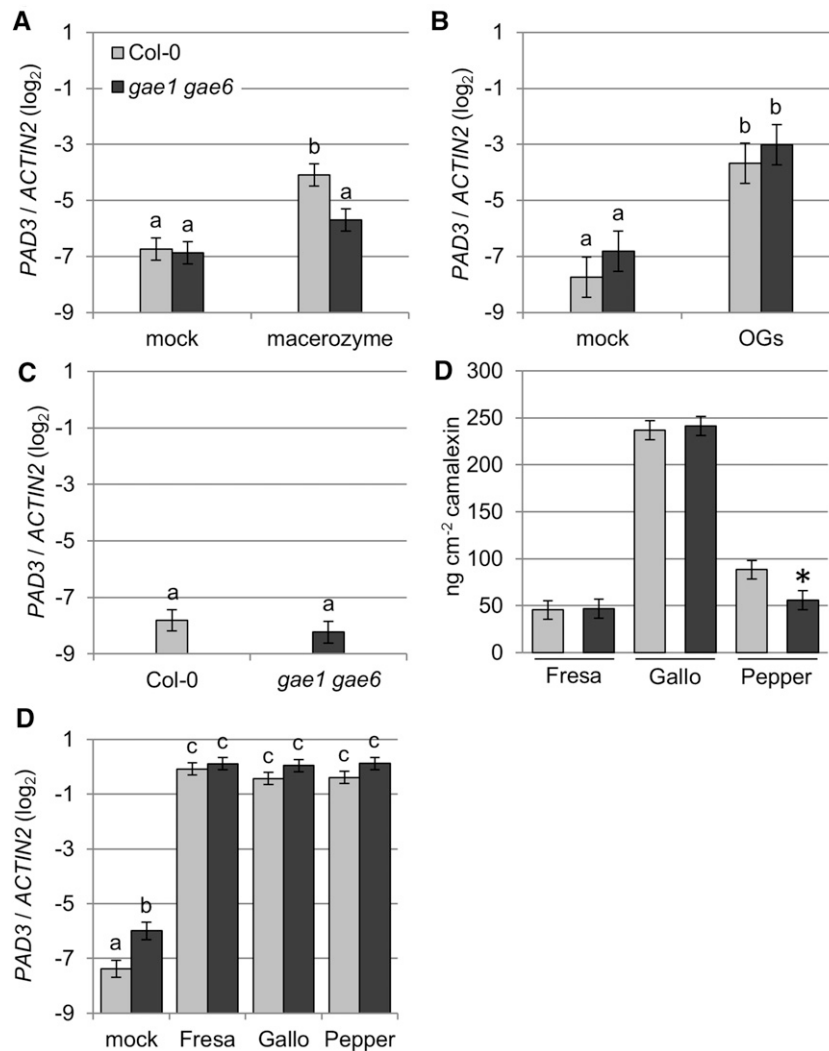 A
PAD3 / ACTIN2 (log2)
1
-1
-3
-5
-7
-9
Col-0
gae1 gae6
a
a
b
a
mock
macerozyme
B
PAD3 / ACTIN2 (log2)
1
-1
-3
-5
-7
-9
a
a
b
b
mock
OGs
C
PAD3 / ACTIN2 (log2)
1
-1
-3
-5
-7
-9
a
a
Col-0
gae1 gae6
D
ng cm-2 camalexin
300
250
200
150
100
50
0
*
Fresa
Gallo
Pepper
D
PAD3 / ACTIN2 (log2)
1
-1
-3
-5
-7
-9
a
b
c
c
c
c
c
c
mock
Fresa
Gallo
Pepper